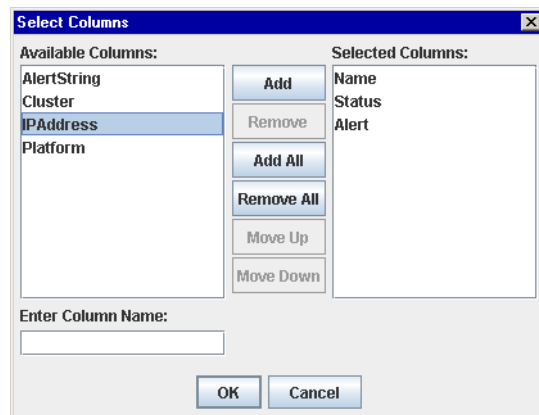 Select Columns
Available Columns:
Selected Columns:
AlertString
Cluster
IPAddress
Platform
Add
Remove
Add All
Remove All
Move Up
Move Down
Name
Status
Alert
Enter Column Name:
OK
Cancel